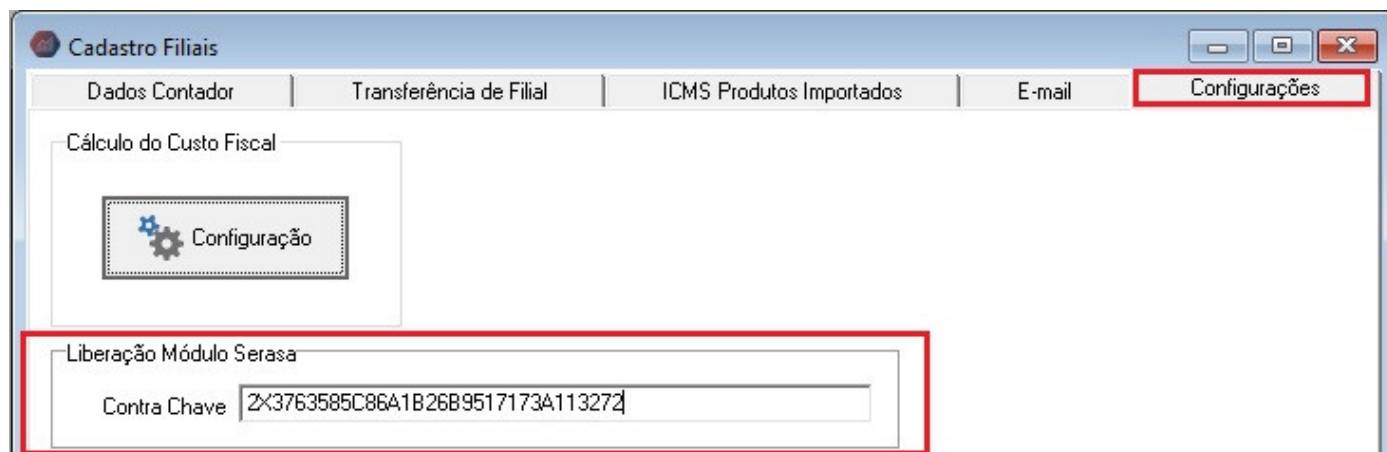 Cadastro Filiais
Dados Contador Transferência de Filial ICMS Produtos Importados E-mail Configurações
Cálculo do Custo Fiscal
Configuração
Liberação Módulo Serasa
Contra Chave 2X3763585C86A1B26B9517173A113272